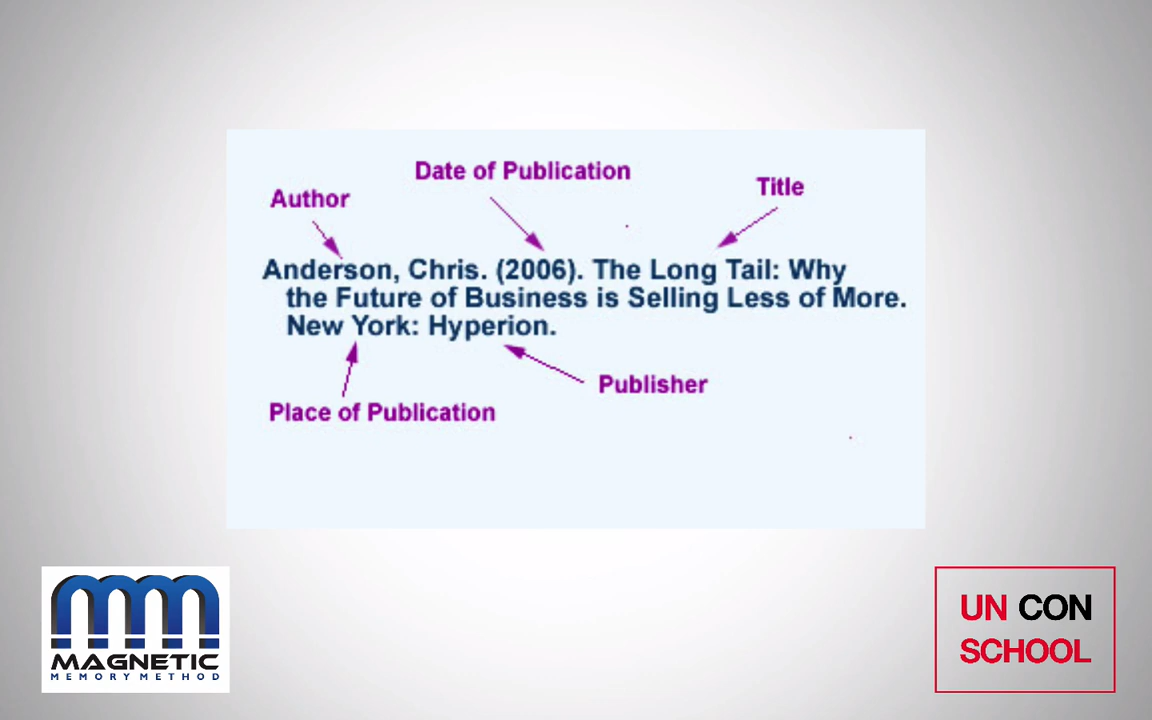 Date of Publication
Title
Author
Anderson, Chris. (2006). The Long Tail: Why
the Future of Business is Selling Less of More.
New York: Hyperion.
Publisher
Place of Publication
MAGNETIC
MEMORY METHOD
UN CON
SCHOOL